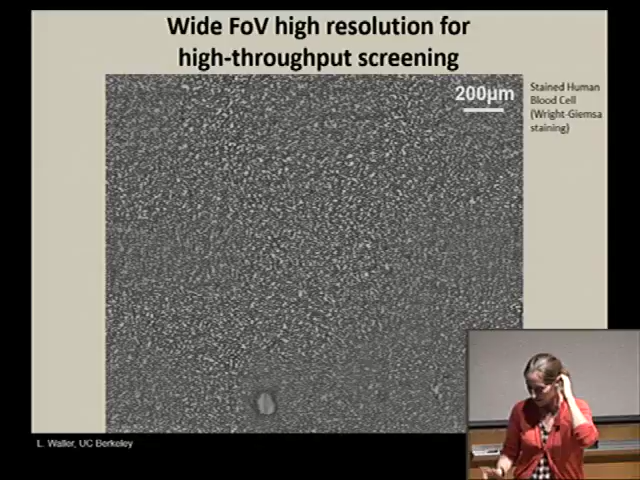 Wide FoV high resolution for
high-throughput screening
200µm
Stained Human
Blood Cell
(Wright-Giemsa
staining)
L. Waller, UC Berkeley